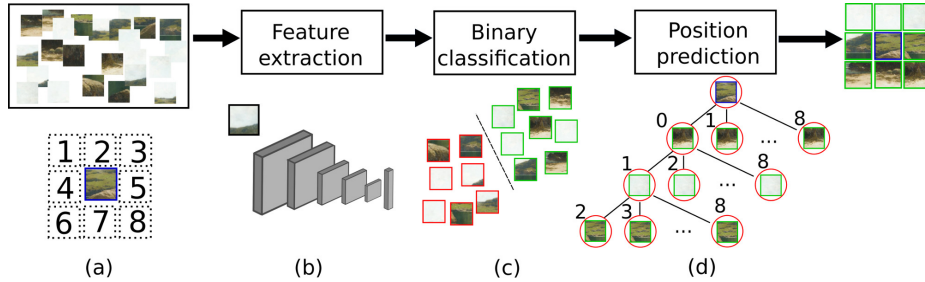 Feature
extraction
Binary
classification
Position
prediction
1 2 3
4 5
6 7 8
0 1 8
1 2 8
...
...
2 3 8
...
(a)
(b)
(c)
(d)